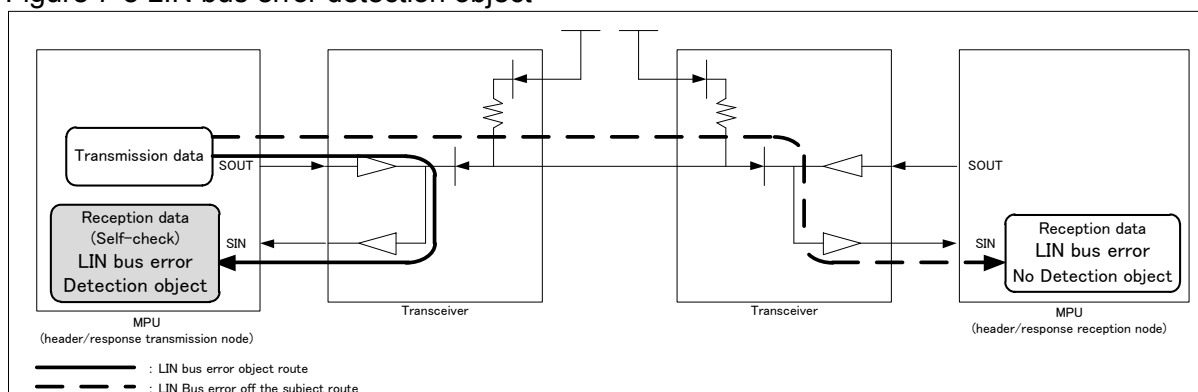 Figure 7-8 LIN bus error detection object
Transmission data
SOUT
Reception data
(Self-check)
LIN bus error
Detection object
SIN
MPU
(header/response transmission node)
Transceiver
Transceiver
SOUT
SIN
Reception data
LIN bus error
No Detection object
MPU
(header/response reception node)
: LIN bus error object route
: LIN Bus error off the subject route